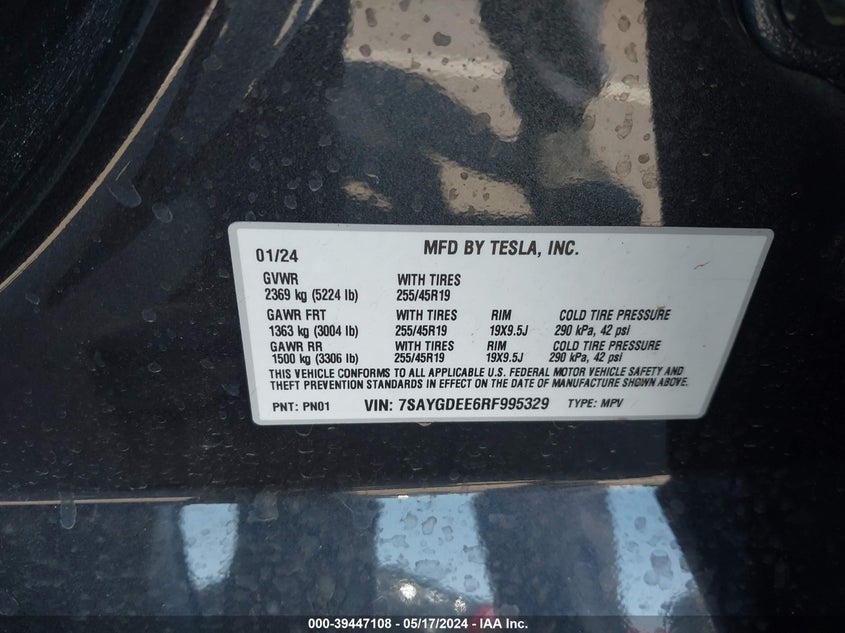 01/24 MFD BY TESLA, INC.
GVWR WITH TIRES
2369 kg (5224 lb) 255/45R19
GAWR FRT WITH TIRES RIM COLD TIRE PRESSURE
1363 kg (3004 lb) 255/45R19 19X9.5J 290 kPa, 42 psi
GAWR RR WITH TIRES RIM COLD TIRE PRESSURE
1500 kg (3306 lb) 255/45R19 19X9.5J 290 kPa, 42 psi
THIS VEHICLE CONFORMS TO ALL APPLICABLE U.S. FEDERAL MOTOR VEHICLE SAFETY AND
THEFT PREVENTION STANDARDS IN EFFECT ON THE DATE OF MANUFACTURE SHOWN ABOVE.
PNT: PN01 VIN: 7SAYGDEE6RF995329 TYPE: MPV
000-39447108 - 05/17/2024 - IAA Inc.